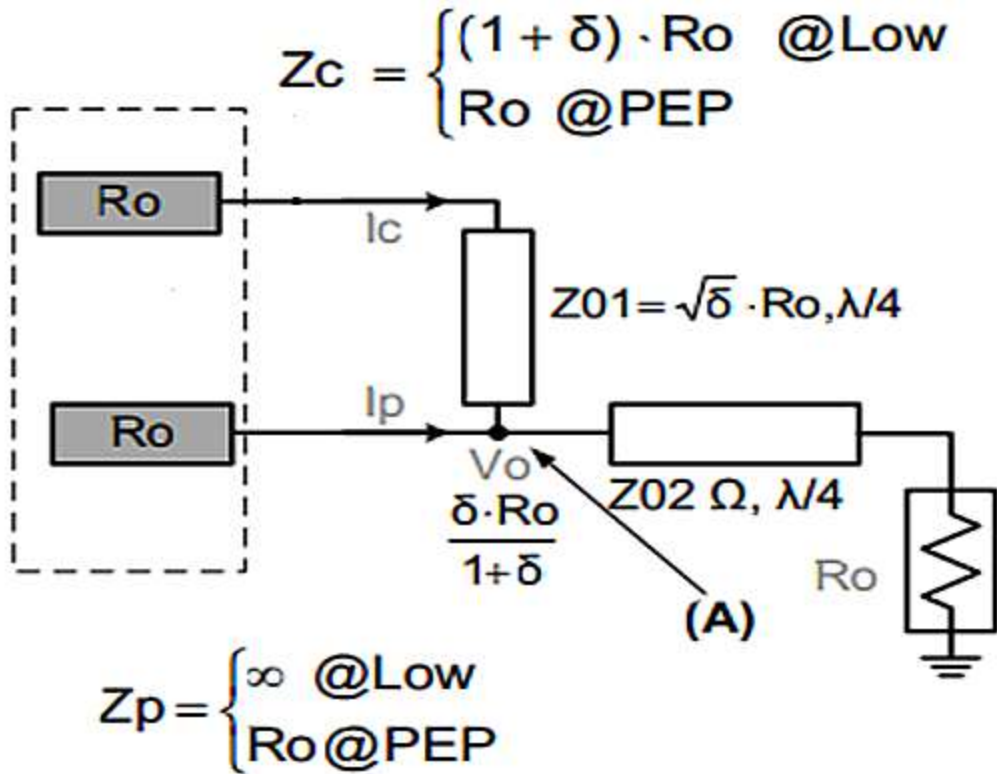 Zc = {(1 + δ) · Ro @Low
Ro @PEP
Ro
Ic
Z01 = √δ · Ro, λ/4
Ro
Ip
Vo
Z02 Ω, λ/4
δ · Ro
1 + δ
Ro
(A)
Zp = {∞ @Low
Ro @PEP